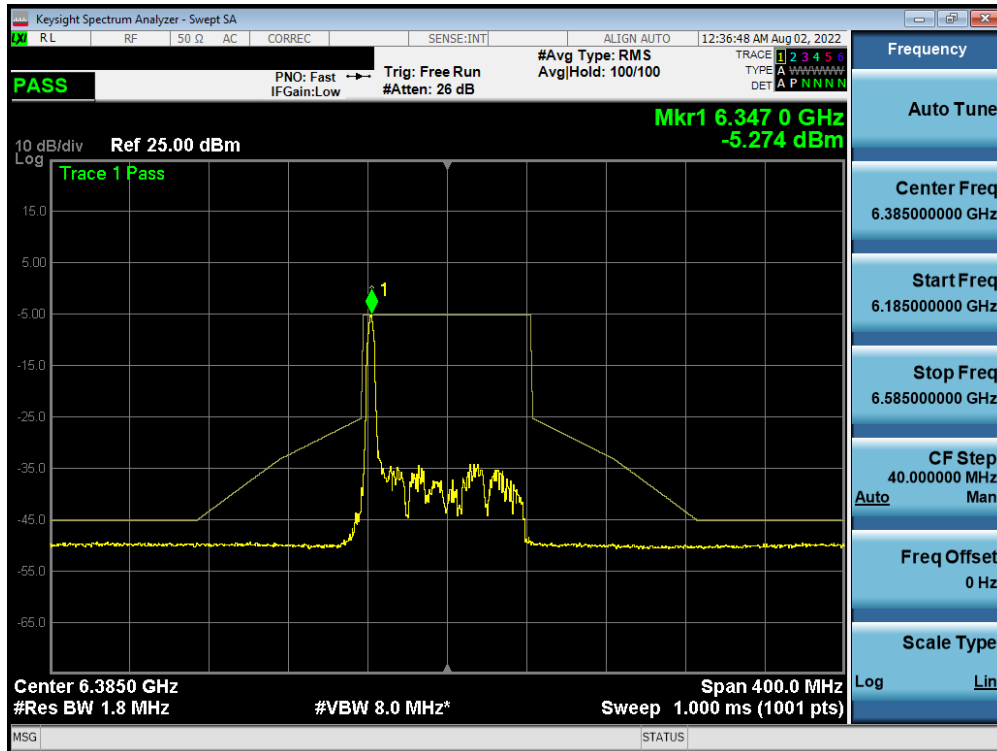 Keysight Spectrum Analyzer - Swept SA
LXI RL RF 50 Ω AC CORREC SENSE:INT ALIGN AUTO 12:36:48 AM Aug 02, 2022
PASS
PNO: Fast
IFGain:Low
Trig: Free Run
#Atten: 26 dB
#Avg Type: RMS
Avg|Hold: 100/100
TRACE 1 2 3 4 5 6
TYPE A WWWWWW
DET A P N N N N
Mkr1 6.347 0 GHz
-5.274 dBm
10 dB/div Ref 25.00 dBm
Log
Trace 1 Pass
15.0
5.00
1
-5.00
-15.0
-25.0
-35.0
-45.0
-55.0
-65.0
Center 6.3850 GHz Span 400.0 MHz
#Res BW 1.8 MHz #VBW 8.0 MHz* Sweep 1.000 ms (1001 pts)
MSG STATUS
Frequency
Auto Tune
Center Freq
6.385000000 GHz
Start Freq
6.185000000 GHz
Stop Freq
6.585000000 GHz
CF Step
40.000000 MHz
Auto Man
Freq Offset
0 Hz
Scale Type
Log Lin